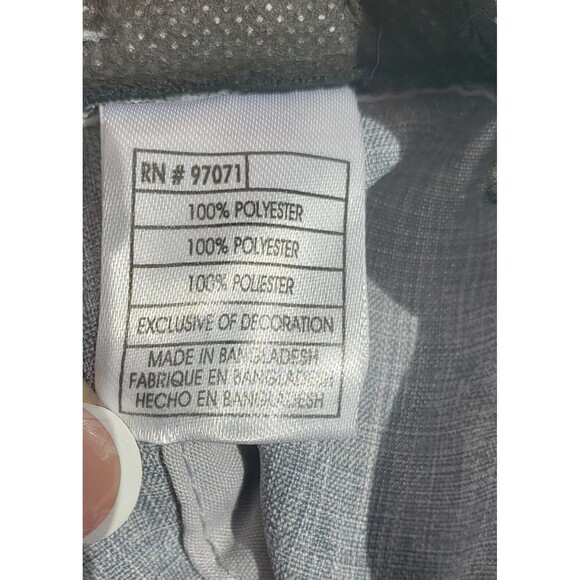 RN # 97071
100% POLYESTER
100% POLYESTER
100% POLIESTER
EXCLUSIVE OF DECORATION
MADE IN BANGLADESH
FABRIQUE EN BANGLADESH
HECHO EN BANGLADESH